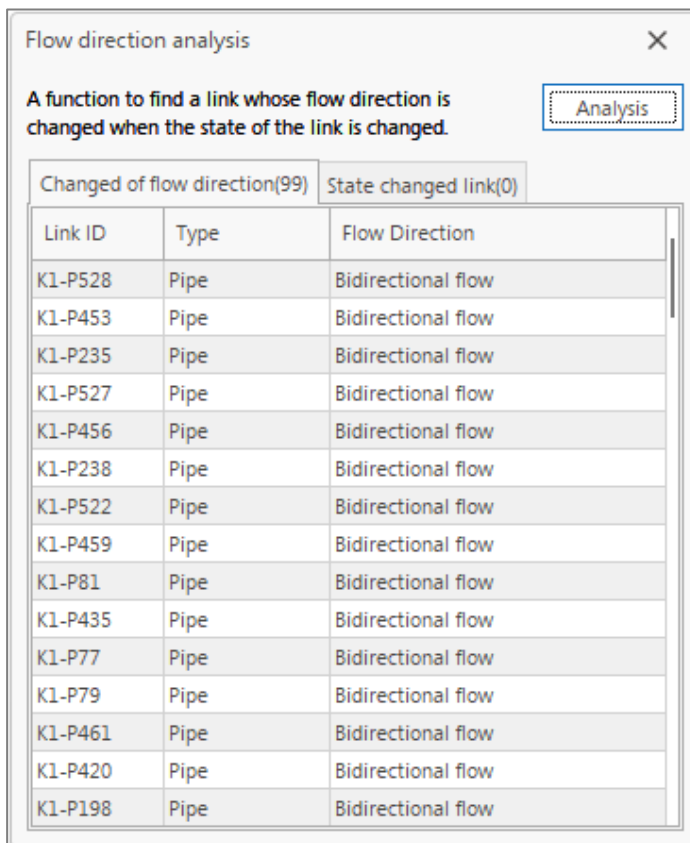 Flow direction analysis
A function to find a link whose flow direction is
changed when the state of the link is changed.
Analysis
Changed of flow direction(99) State changed link(0)
Link ID Type Flow Direction
K1-P528 Pipe Bidirectional flow
K1-P453 Pipe Bidirectional flow
K1-P235 Pipe Bidirectional flow
K1-P527 Pipe Bidirectional flow
K1-P456 Pipe Bidirectional flow
K1-P238 Pipe Bidirectional flow
K1-P522 Pipe Bidirectional flow
K1-P459 Pipe Bidirectional flow
K1-P81 Pipe Bidirectional flow
K1-P435 Pipe Bidirectional flow
K1-P77 Pipe Bidirectional flow
K1-P79 Pipe Bidirectional flow
K1-P461 Pipe Bidirectional flow
K1-P420 Pipe Bidirectional flow
K1-P198 Pipe Bidirectional flow